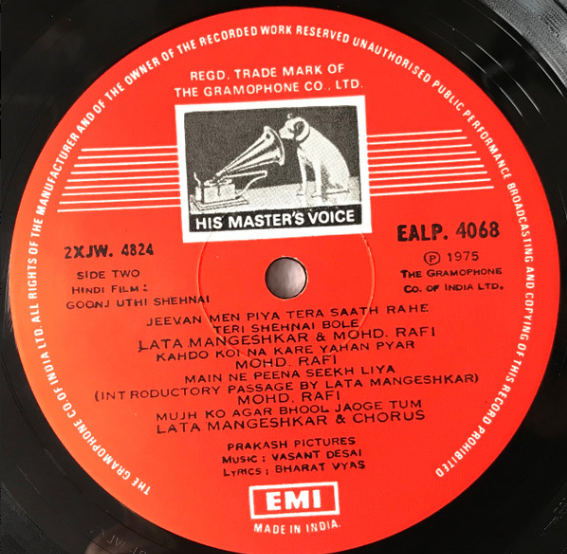 THE GRAMOPHONE CO. OF INDIA LTD. ALL RIGHTS OF THE MANUFACTURER AND OF THE OWNER OF THE RECORDED WORK RESERVED UNAUTHORISED PUBLIC PERFORMANCE BROADCASTING AND COPYING OF THIS RECORD PROHIBITED
REGD. TRADE MARK OF
THE GRAMOPHONE CO., LTD.
HIS MASTER'S VOICE
2XJW. 4824
EALP. 4068
SIDE TWO
HINDI FILM:
GOONJ UTHI SHEHNAI
Ⓟ 1975
THE GRAMOPHONE
CO. OF INDIA LTD.
JEEVAN MEN PIYA TERA SAATH RAHE
TERI SHEHNAI BOLE
LATA MANGESHKAR & MOHD. RAFI
KAHDO KOI NA KARE YAHAN PYAR
MOHD. RAFI
MAIN NE PEENA SEEKH LIYA
(INTRODUCTORY PASSAGE BY LATA MANGESHKAR)
MOHD. RAFI
MUJH KO AGAR BHOOL JAOGE TUM
LATA MANGESHKAR & CHORUS
PRAKASH PICTURES
MUSIC : VASANT DESAI
LYRICS : BHARAT VYAS
EMI
MADE IN INDIA.